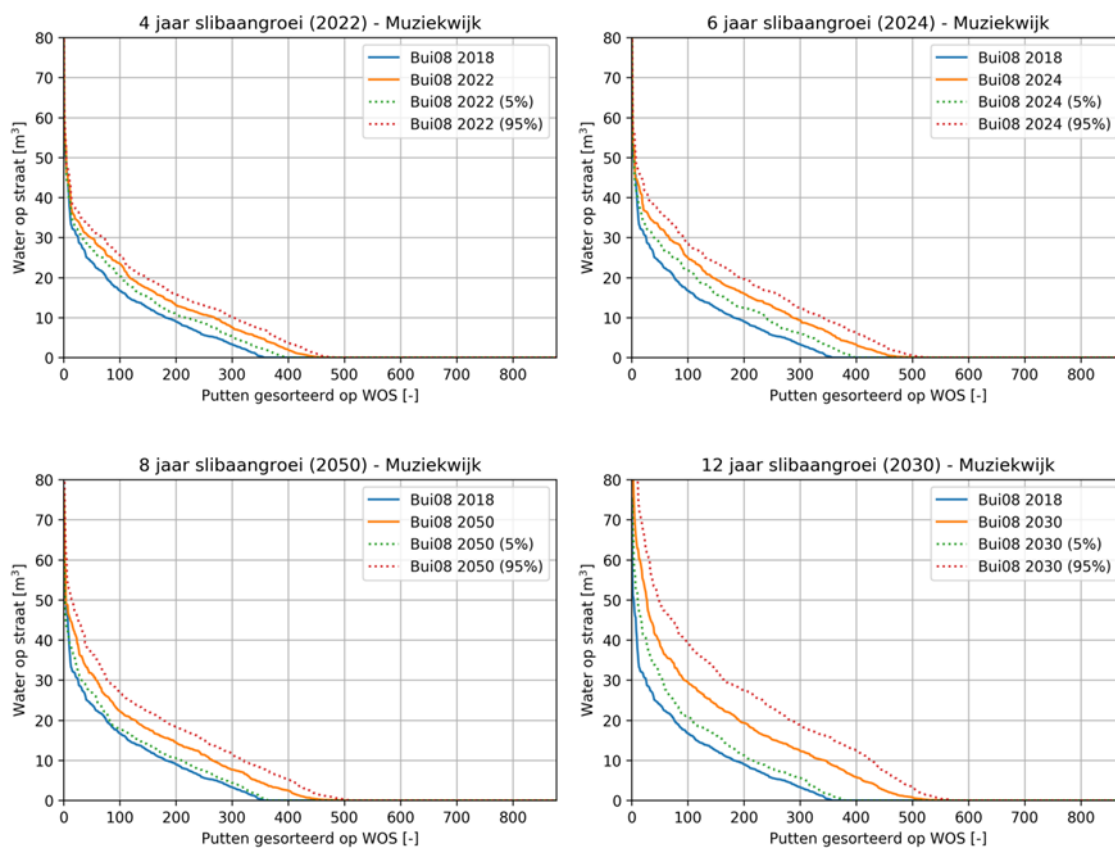 4 jaar slibaangroei (2022) - Muziekwijk
80
70
60
50
40
30
20
10
0
Water op straat [m³]
Bui08 2018
Bui08 2022
Bui08 2022 (5%)
Bui08 2022 (95%)
0 100 200 300 400 500 600 700 800
Putten gesorteerd op WOS [-]
6 jaar slibaangroei (2024) - Muziekwijk
80
70
60
50
40
30
20
10
0
Water op straat [m³]
Bui08 2018
Bui08 2024
Bui08 2024 (5%)
Bui08 2024 (95%)
0 100 200 300 400 500 600 700 800
Putten gesorteerd op WOS [-]
8 jaar slibaangroei (2050) - Muziekwijk
80
70
60
50
40
30
20
10
0
Water op straat [m³]
Bui08 2018
Bui08 2050
Bui08 2050 (5%)
Bui08 2050 (95%)
0 100 200 300 400 500 600 700 800
Putten gesorteerd op WOS [-]
12 jaar slibaangroei (2030) - Muziekwijk
80
70
60
50
40
30
20
10
0
Water op straat [m³]
Bui08 2018
Bui08 2030
Bui08 2030 (5%)
Bui08 2030 (95%)
0 100 200 300 400 500 600 700 800
Putten gesorteerd op WOS [-]